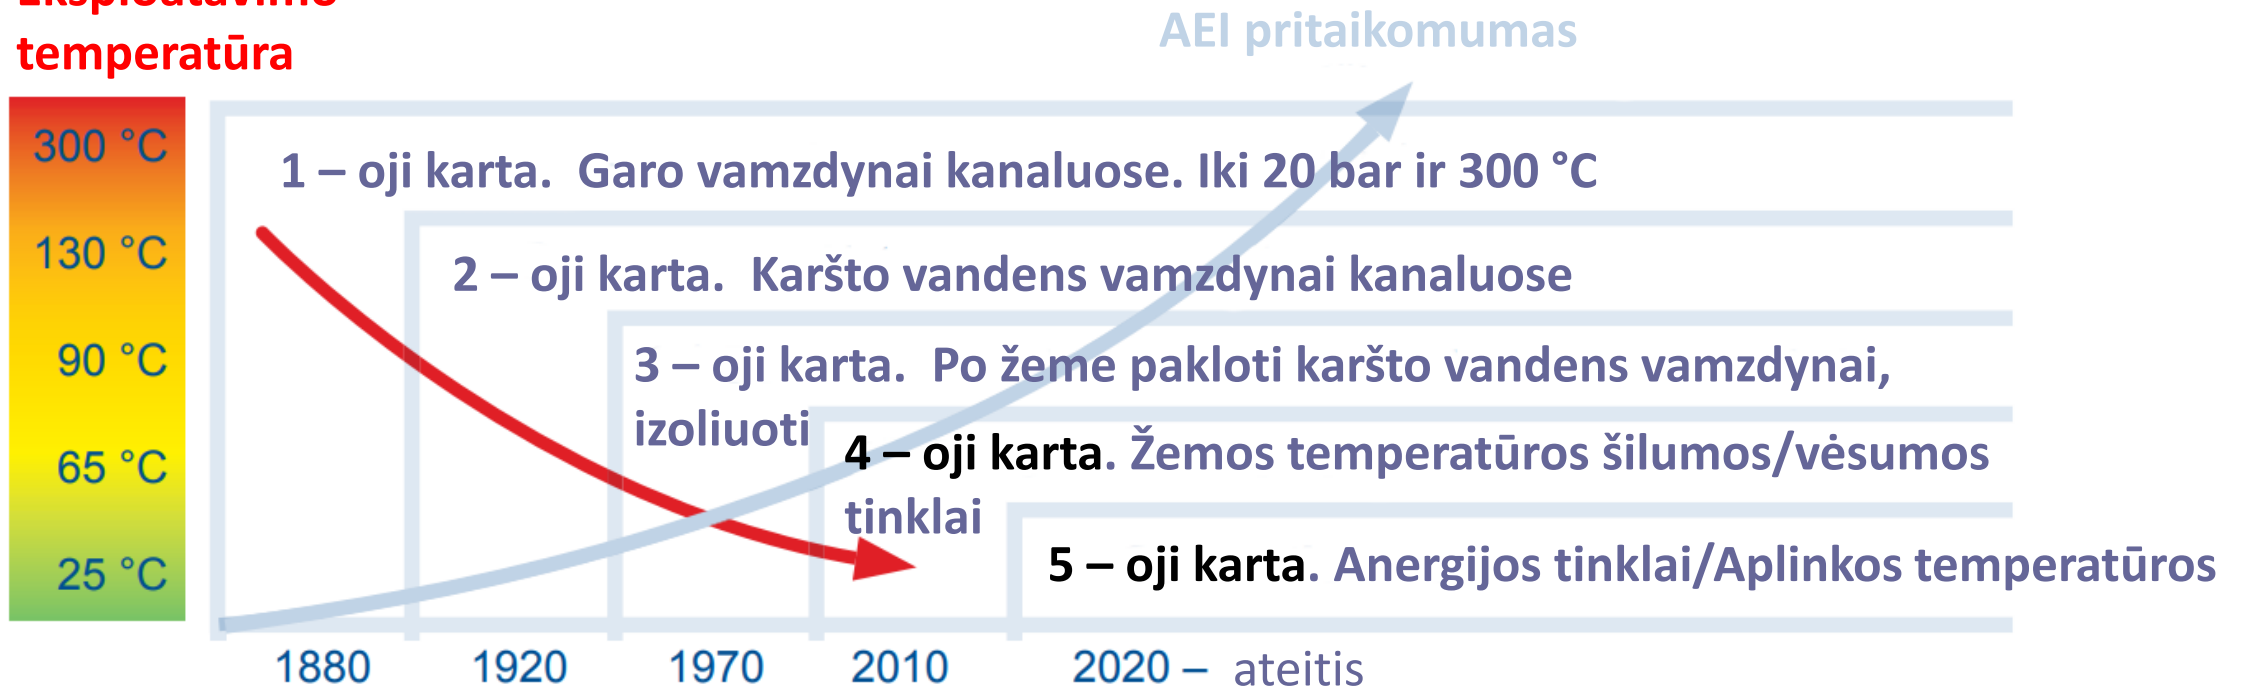 Eksploatavimo
temperatūra
AEI pritaikomumas
300 °C
130 °C
90 °C
65 °C
25 °C
1 – oji karta. Garo vamzdynai kanaluose. Iki 20 bar ir 300 °C
2 – oji karta. Karšto vandens vamzdynai kanaluose
3 – oji karta. Po žeme pakloti karšto vandens vamzdynai,
izoliuoti
4 – oji karta. Žemos temperatūros šilumos/vėsumos
tinklai
5 – oji karta. Anergijos tinklai/Aplinkos temperatūros
1880
1920
1970
2010
2020 – ateitis